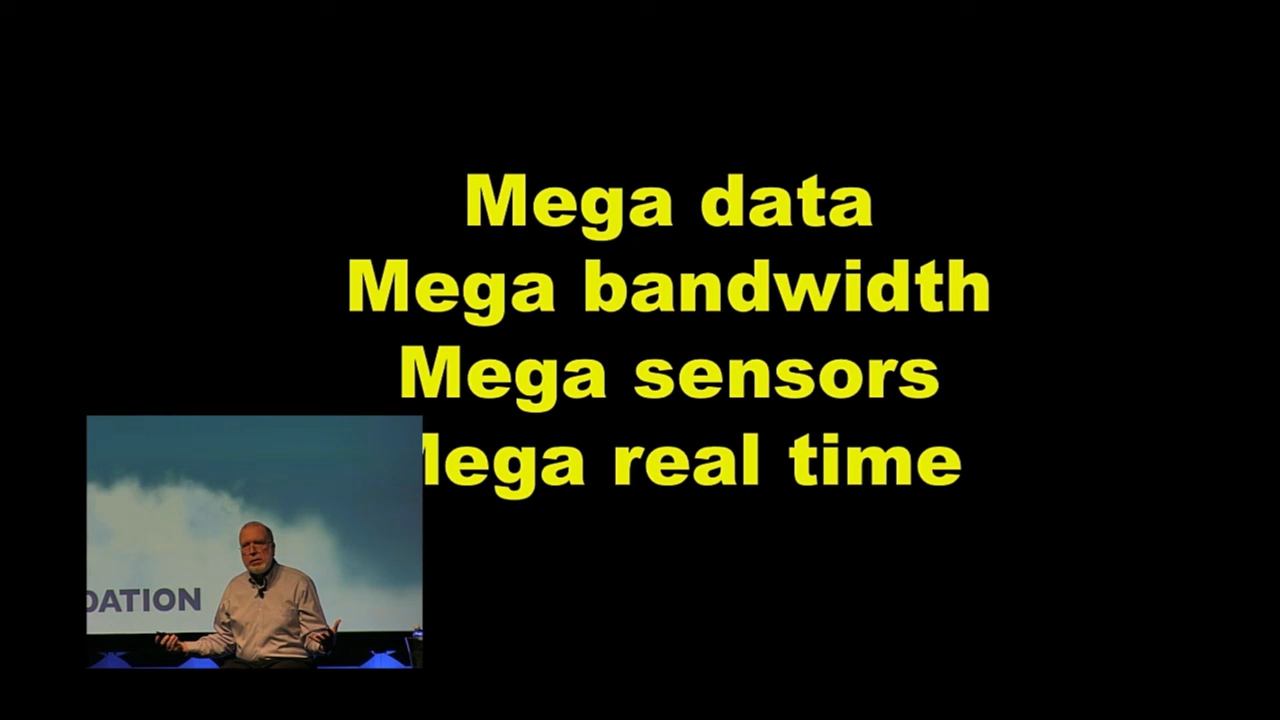 Mega data
Mega bandwidth
Mega sensors
Mega real time
DATION